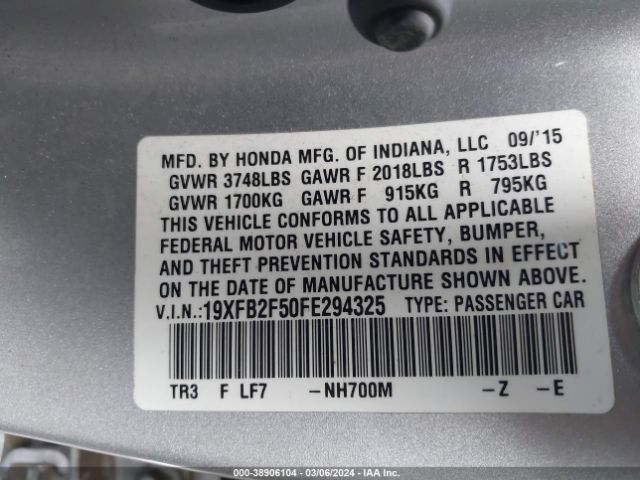 MFD. BY HONDA MFG. OF INDIANA, LLC 09/'15
GVWR 3748LBS GAWR F 2018LBS R 1753LBS
GVWR 1700KG GAWR F 915KG R 795KG
THIS VEHICLE CONFORMS TO ALL APPLICABLE
FEDERAL MOTOR VEHICLE SAFETY, BUMPER,
AND THEFT PREVENTION STANDARDS IN EFFECT
ON THE DATE OF MANUFACTURE SHOWN ABOVE.
V.I.N.:19XFB2F50FE294325 TYPE: PASSENGER CAR
TR3 F LF7 -NH700M -Z -E
000-38906104 - 03/06/2024 - IAA Inc.